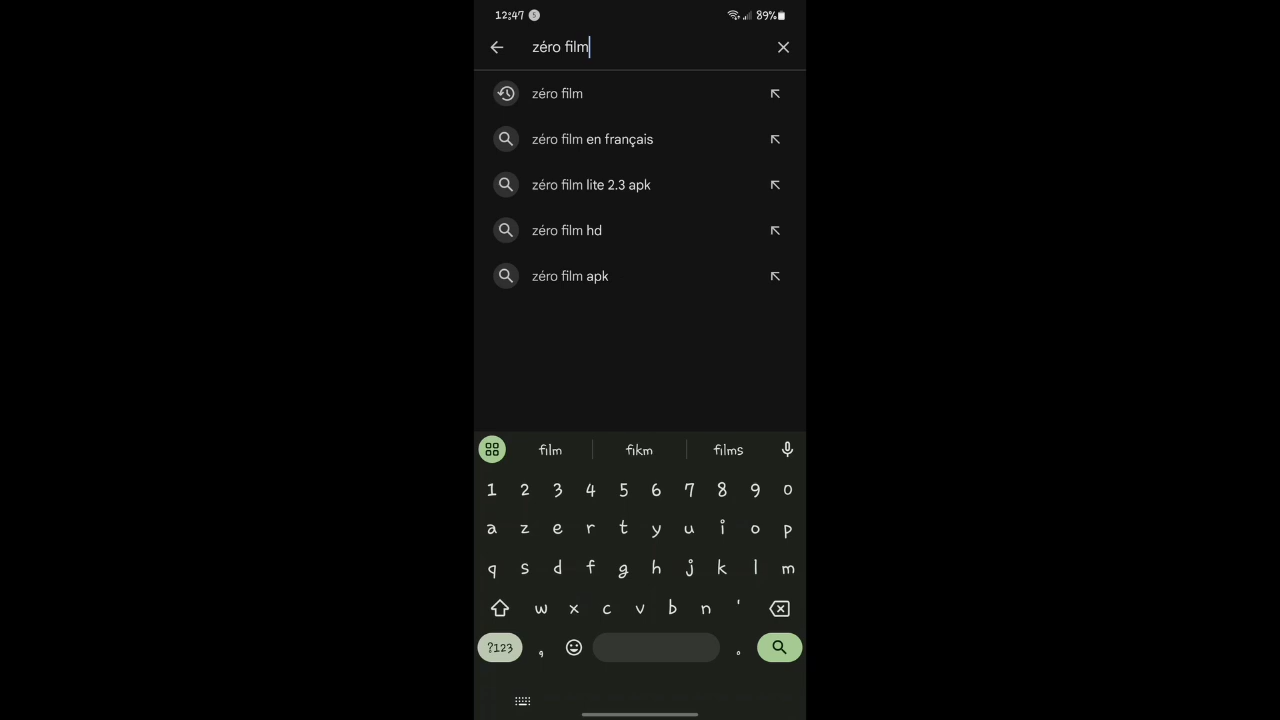 12:47 S 89%
zéro film
zéro film
zéro film en français
zéro film lite 2.3 apk
zéro film hd
zéro film apk
film fikm films
1 2 3 4 5 6 7 8 9 0
a z e r t y u i o p
q s d f g h j k l m
w x c v b n '
?123 , .